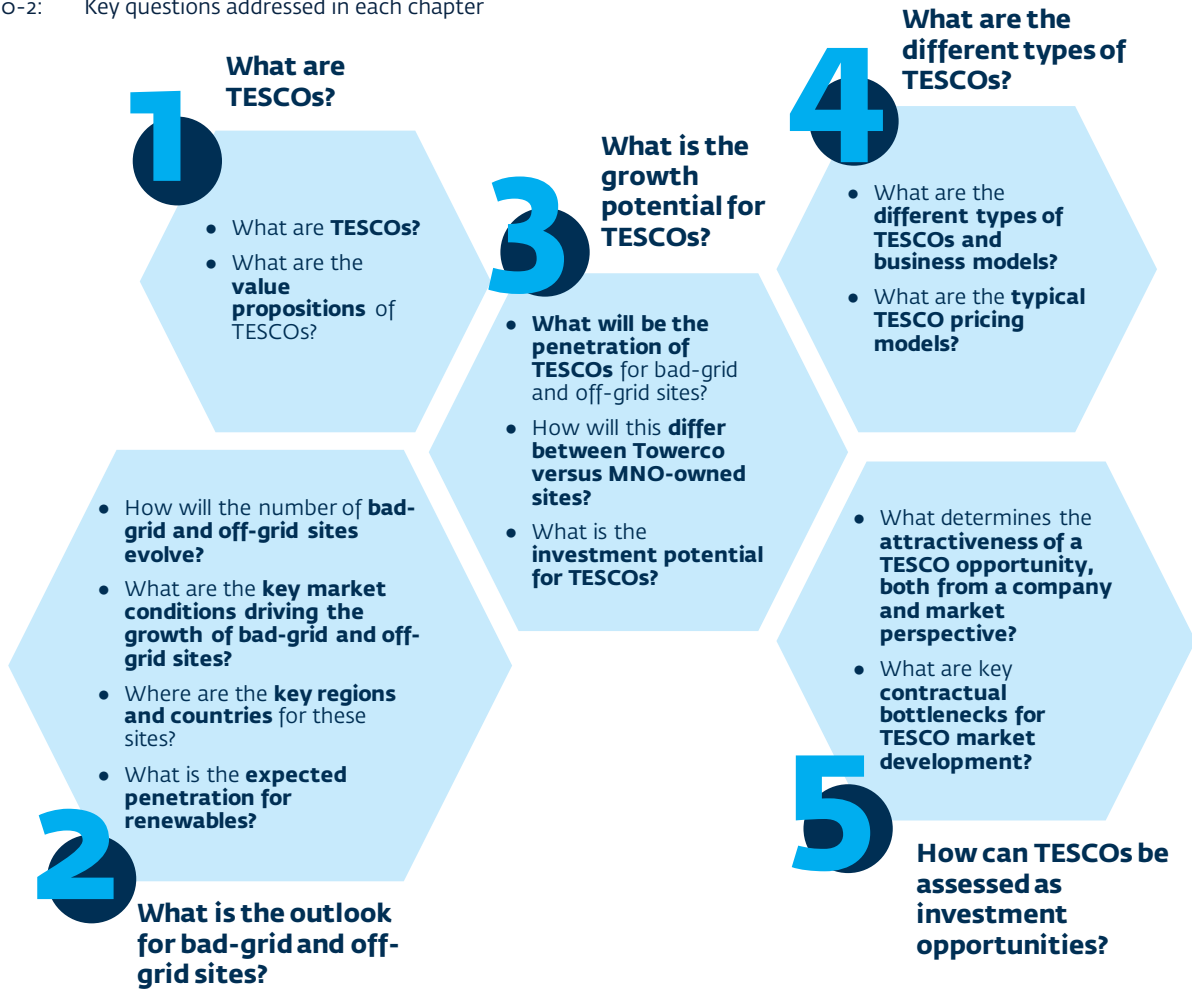 0-2: Key questions addressed in each chapter
1
What are
TESCOs?
● What are TESCOs?
● What are the
value
propositions of
TESCOs?
2
● How will the number of bad-
grid and off-grid sites
evolve?
● What are the key market
conditions driving the
growth of bad-grid and off-
grid sites?
● Where are the key regions
and countries for these
sites?
● What is the expected
penetration for
renewables?
What is the outlook
for bad-grid and off-
grid sites?
3
What is the
growth
potential for
TESCOs?
● What will be the
penetration of
TESCOs for bad-grid
and off-grid sites?
● How will this differ
between Towerco
versus MNO-owned
sites?
● What is the
investment potential
for TESCOs?
4
What are the
different types of
TESCOs?
● What are the
different types of
TESCOs and
business models?
● What are the typical
TESCO pricing
models?
5
● What determines the
attractiveness of a
TESCO opportunity,
both from a company
and market
perspective?
● What are key
contractual
bottlenecks for
TESCO market
development?
How can TESCOs be
assessed as
investment
opportunities?